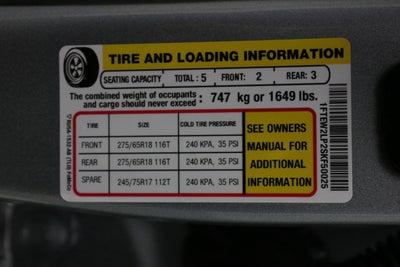 TIRE AND LOADING INFORMATION
SEATING CAPACITY TOTAL : 5 FRONT: 2 REAR: 3
The combined weight of occupants
and cargo should never exceed : 747 kg or 1649 lbs.
TIRE SIZE COLD TIRE PRESSURE
FRONT 275/65R18 116T 240 KPA, 35 PSI
REAR 275/65R18 116T 240 KPA, 35 PSI
SPARE 245/75R17 112T 240 KPA, 35 PSI
SEE OWNERS
MANUAL FOR
ADDITIONAL
INFORMATION